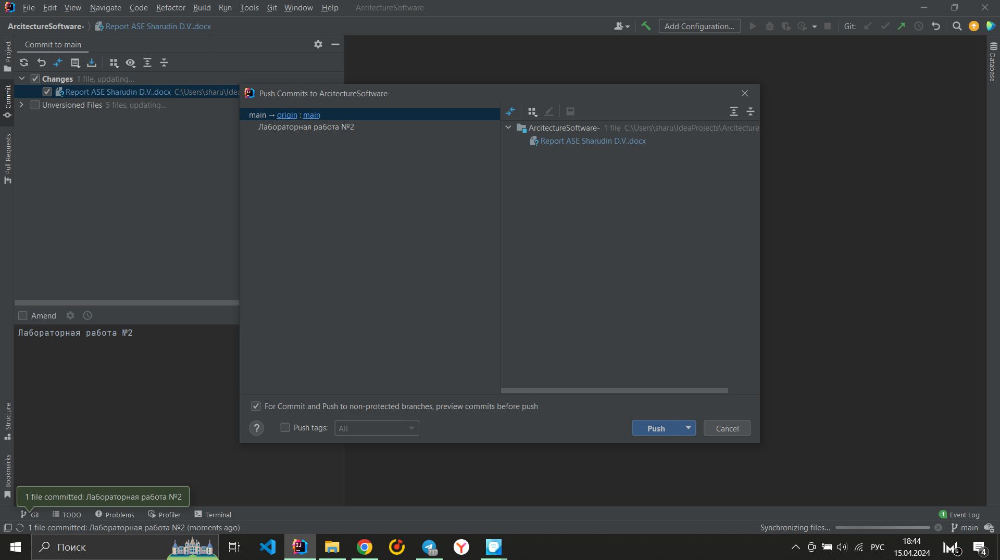 File Edit View Navigate Code Refactor Build Run Tools Git Window Help ArcitectureSoftware-
ArcitectureSoftware- Report ASE Sharudin D.V..docx Add Configuration... Git:
Project
Commit
Pull Requests
Structure
Bookmarks
Commit to main
Changes 1 file, updating...
Report ASE Sharudin D.V..docx C:\Users\sharu\Idea
Unversioned Files 5 files, updating...
Amend
Лабораторная работа №2
Push Commits to ArcitectureSoftware-
main → origin : main
Лабораторная работа №2
ArcitectureSoftware- 1 file C:\Users\sharu\IdeaProjects\Arcitecture
Report ASE Sharudin D.V..docx
For Commit and Push to non-protected branches, preview commits before push
? Push tags: All Push Cancel
Database
1 file committed: Лабораторная работа №2
Git TODO Problems Profiler Terminal 1 Event Log
1 file committed: Лабораторная работа №2 (moments ago) Synchronizing files... main
Поиск 737 РУС 18:44
15.04.2024 4